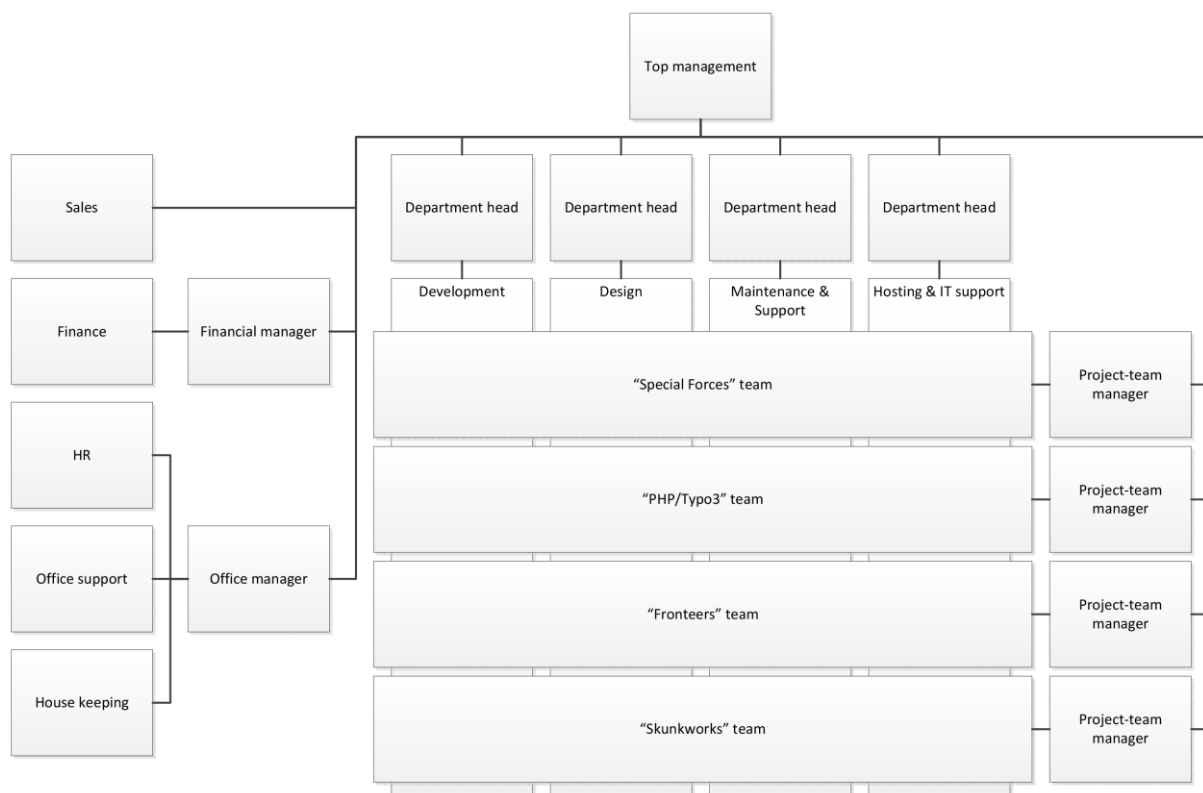 Top management
Sales
Department head
Department head
Department head
Department head
Finance
Financial manager
Development
Design
Maintenance &
Support
Hosting & IT support
“Special Forces” team
Project-team
manager
HR
“PHP/Typo3” team
Project-team
manager
Office support
Office manager
“Fronteers” team
Project-team
manager
House keeping
“Skunkworks” team
Project-team
manager